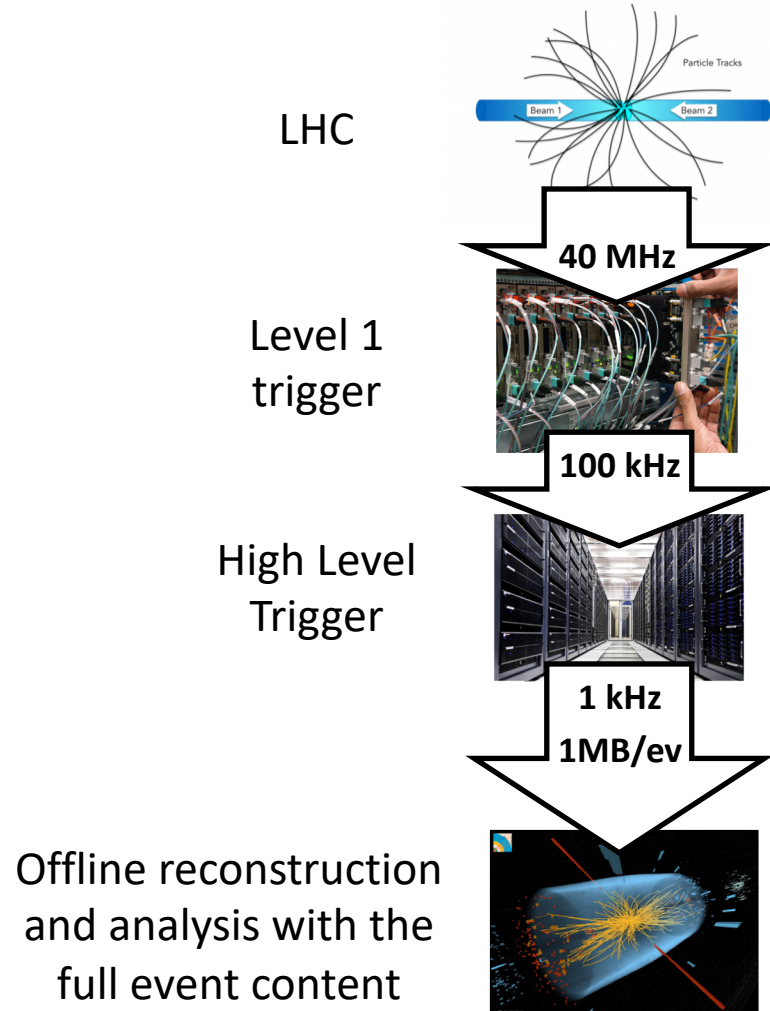 Particle Tracks
LHC
Beam 1
Beam 2
40 MHz
Level 1
trigger
100 kHz
High Level
Trigger
1 kHz
1MB/ev
Offline reconstruction
and analysis with the
full event content